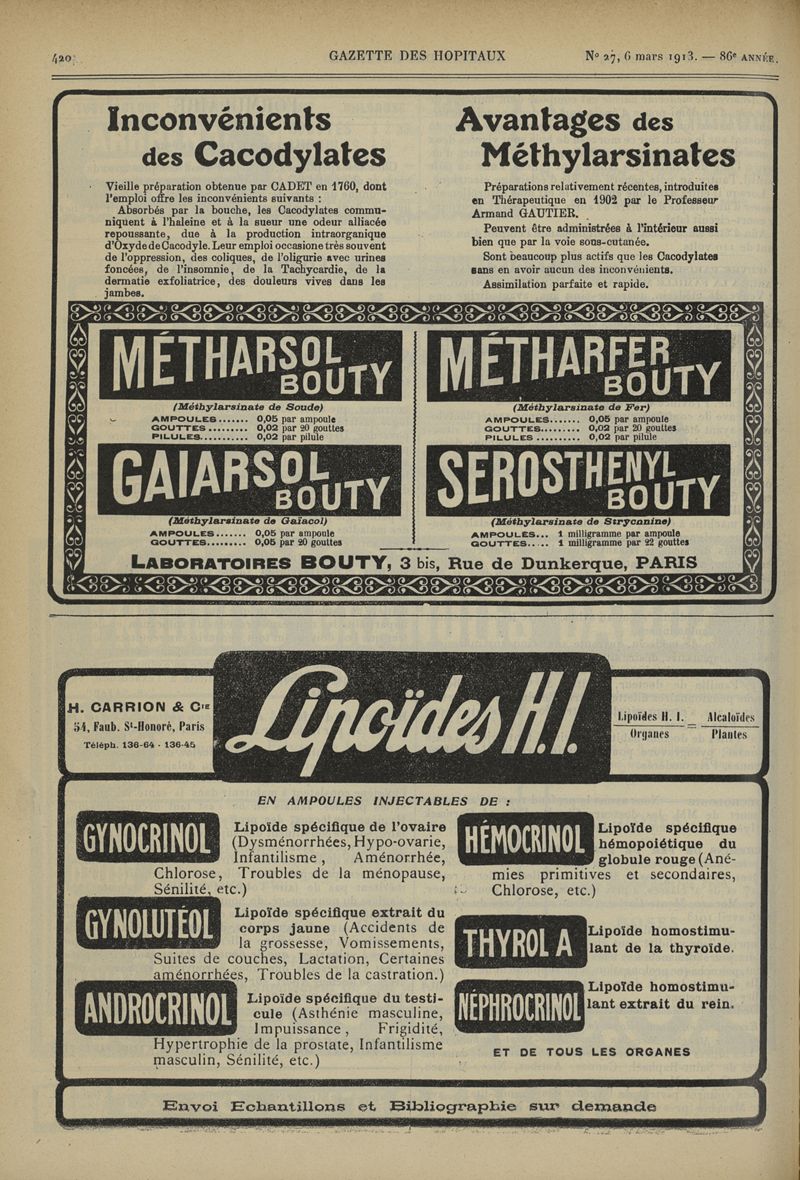 420
GAZETTE DES HOPITAUX
N° 27, 6 mars 1913. — 86e ANNÉE.
Inconvénients
des Cacodylates
Vieille préparation obtenue par CADET en 1760, dont
l'emploi offre les inconvénients suivants :
Absorbés par la bouche, les Cacodylates commu-
niquent à l'haleine et à la sueur une odeur alliacée
repoussante, due à la production intraorganique
d'Oxyde de Cacodyle. Leur emploi occasione très souvent
de l'oppression, des coliques, de l'oligurie avec urines
foncées, de l'insomnie, de la Tachycardie, de la
dermatie exfoliatrice, des douleurs vives dans les
jambes.
Avantages des
Méthylarsinates
Préparations relativement récentes, introduites
en Thérapeutique en 1902 par le Professeur
Armand GAUTIER.
Peuvent être administrées à l'intérieur aussi
bien que par la voie sous-cutanée.
Sont beaucoup plus actifs que les Cacodylates
sans en avoir aucun des inconvénients.
Assimilation parfaite et rapide.
MÉTHARSOL
BOUTY
(Méthylarsinate de Soude)
AMPOULES....... 0,05 par ampoule
GOUTTES......... 0,02 par 20 gouttes
PILULES........... 0,02 par pilule
MÉTHARFER
BOUTY
(Méthylarsinate de Fer)
AMPOULES....... 0,05 par ampoule
GOUTTES......... 0,02 par 20 gouttes
PILULES.......... 0,02 par pilule
GAIARSOL
BOUTY
(Méthylarsinate de Gaïacol)
AMPOULES....... 0,05 par ampoule
GOUTTES......... 0,05 par 20 gouttes
SEROSTHENYL
BOUTY
(Méthylarsinate de Strycanine)
AMPOULES... 1 milligramme par ampoule
GOUTTES..... 1 milligramme par 22 gouttes
LABORATOIRES BOUTY, 3 bis, Rue de Dunkerque, PARIS
H. CARRION & Cie
54, Faub. St-Honoré, Paris
Téléph. 136-64 - 136-45
Lipoïdes H.I.
Lipoïdes H. I. = Alcaloïdes
Organes Plantes
EN AMPOULES INJECTABLES DE :
GYNOCRINOL
Lipoïde spécifique de l'ovaire
(Dysménorrhées, Hypo-ovarie,
Infantilisme, Aménorrhée,
Chlorose, Troubles de la ménopause,
Sénilité, etc.)
GYNOLUTÉOL
Lipoïde spécifique extrait du
corps jaune (Accidents de
la grossesse, Vomissements,
Suites de couches, Lactation, Certaines
aménorrhées, Troubles de la castration.)
ANDROCRINOL
Lipoïde spécifique du testi-
cule (Asthénie masculine,
Impuissance, Frigidité,
Hypertrophie de la prostate, Infantilisme
masculin, Sénilité, etc.)
HÉMOCRINOL
Lipoïde spécifique
hémopoiétique du
globule rouge (Ané-
mies primitives et secondaires,
Chlorose, etc.)
THYROL A
Lipoïde homostimu-
lant de la thyroïde.
NÉPHROCRINOL
Lipoïde homostimu-
lant extrait du rein.
ET DE TOUS LES ORGANES
Envoi Echantillons et Bibliographie sur demande